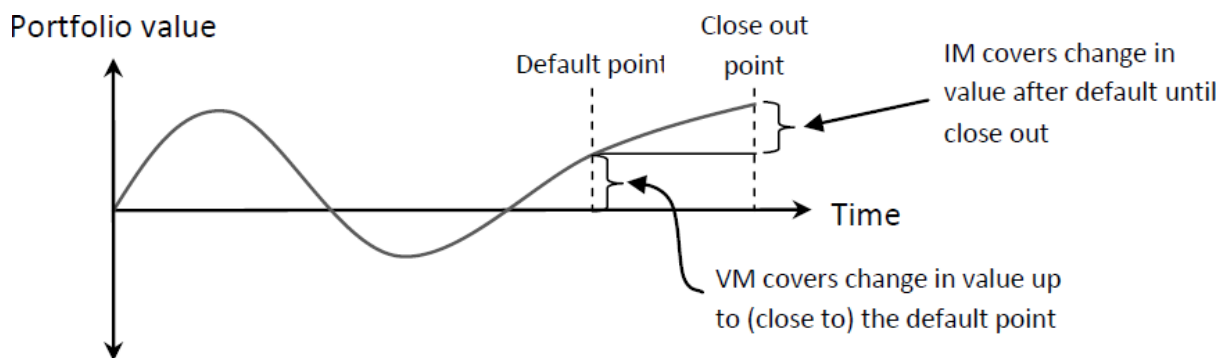 Portfolio value
Default point
Close out
point
IM covers change in
value after default until
close out
Time
VM covers change in value up
to (close to) the default point